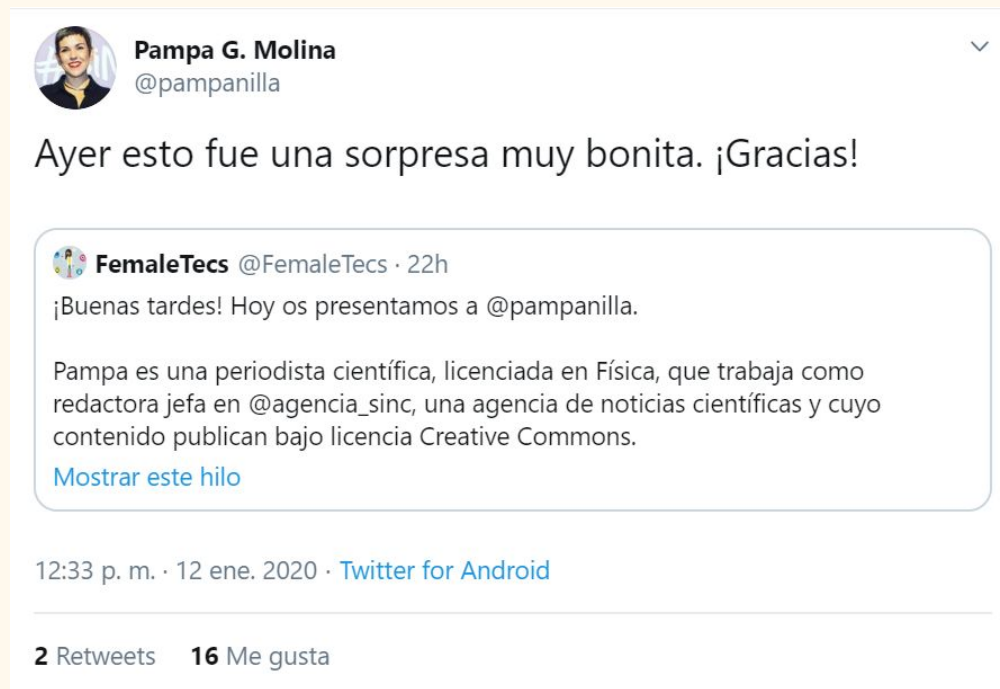 Pampa G. Molina
@pampanilla
Ayer esto fue una sorpresa muy bonita. ¡Gracias!
FemaleTecs @FemaleTecs · 22h
¡Buenas tardes! Hoy os presentamos a @pampanilla.
Pampa es una periodista científica, licenciada en Física, que trabaja como
redactora jefa en @agencia_sinc, una agencia de noticias científicas y cuyo
contenido publican bajo licencia Creative Commons.
Mostrar este hilo
12:33 p. m. · 12 ene. 2020 · Twitter for Android
2 Retweets 16 Me gusta